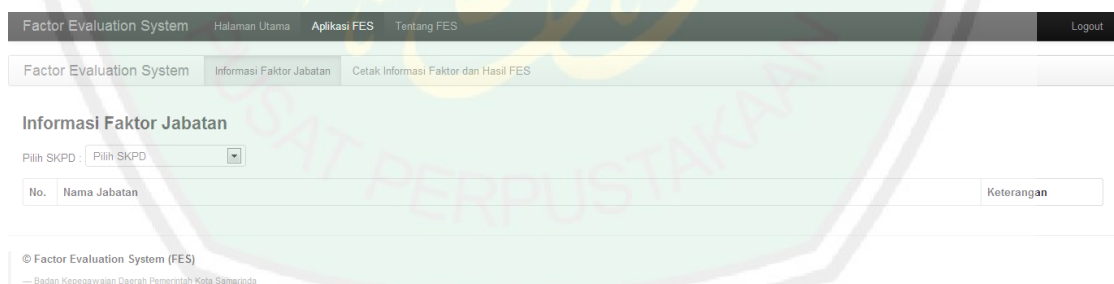 Factor Evaluation System Halaman Utama Aplikasi FES Tentang FES Logout
Factor Evaluation System Informasi Faktor Jabatan Cetak Informasi Faktor dan Hasil FES
Informasi Faktor Jabatan
Pilih SKPD : Pilih SKPD
No. Nama Jabatan Keterangan
© Factor Evaluation System (FES)
— Badan Kepegawaian Daerah Pemerintah Kota Samarinda
PUSAT PERPUSTAKAAN